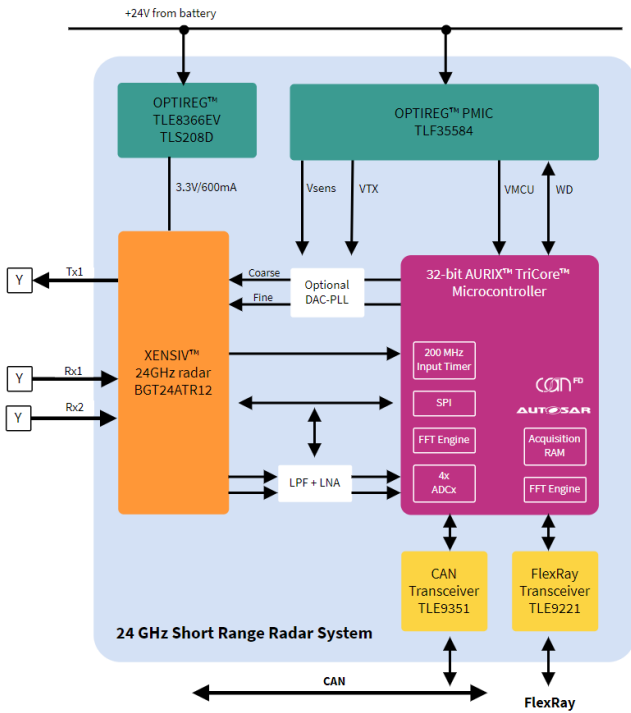 +24V from battery
OPTIREG™
TLE8366EV
TLS208D
OPTIREG™ PMIC
TLF35584
3.3V/600mA
Vsens
VTX
VMCU
WD
Y
Tx1
Coarse
Fine
Optional
DAC-PLL
32-bit AURIX™ TriCore™
Microcontroller
XENSIV™
24GHz radar
BGT24ATR12
Y
Rx1
Y
Rx2
200 MHz
Input Timer
SPI
FFT Engine
4x
ADCx
CAN FD
AUTOSAR
Acquisition
RAM
FFT Engine
LPF + LNA
CAN
Transceiver
TLE9351
FlexRay
Transceiver
TLE9221
24 GHz Short Range Radar System
CAN
FlexRay